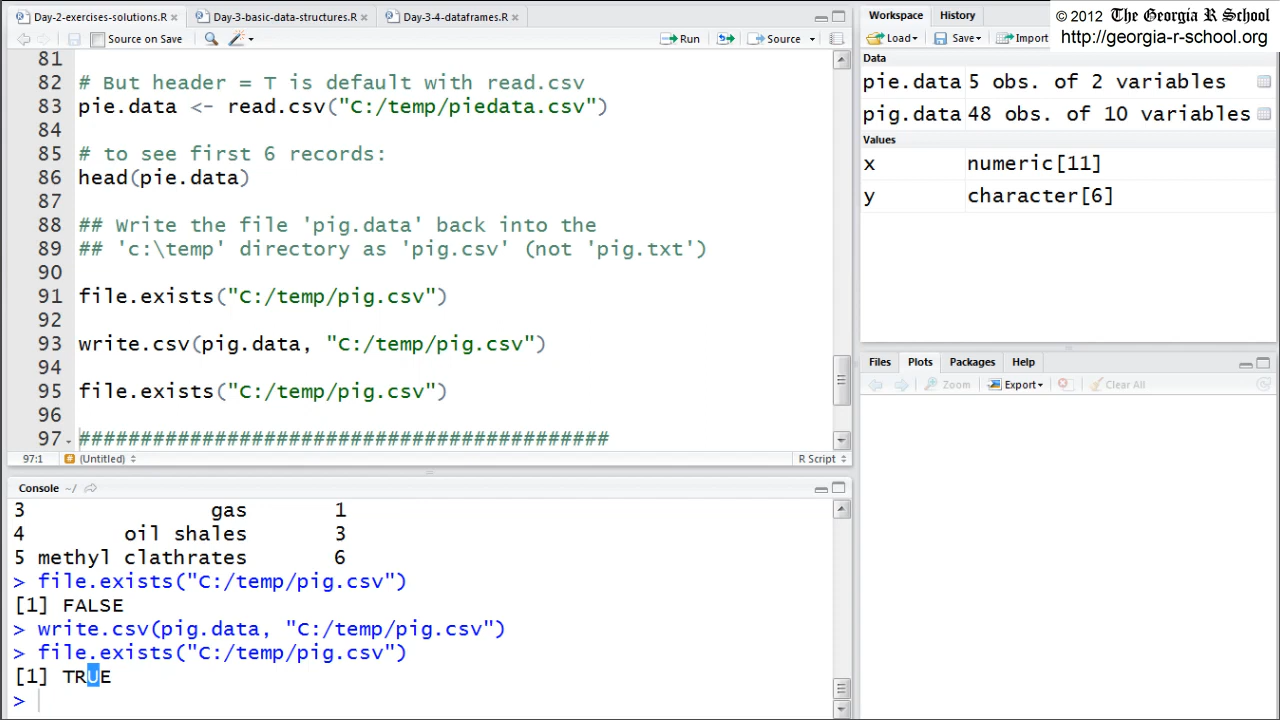 Day-2-exercises-solutions.R
Day-3-basic-data-structures.R
Day-3-4-dataframes.R
Source on Save
Run
Source
81
82 # But header = T is default with read.csv
83 pie.data <- read.csv("C:/temp/piedata.csv")
84
85 # to see first 6 records:
86 head(pie.data)
87
88 ## Write the file 'pig.data' back into the
89 ## 'c:\temp' directory as 'pig.csv' (not 'pig.txt')
90
91 file.exists("C:/temp/pig.csv")
92
93 write.csv(pig.data, "C:/temp/pig.csv")
94
95 file.exists("C:/temp/pig.csv")
96
97 ###########################################
97:1 # (Untitled) R Script
Console ~/
3 gas 1
4 oil shales 3
5 methyl clathrates 6
> file.exists("C:/temp/pig.csv")
[1] FALSE
> write.csv(pig.data, "C:/temp/pig.csv")
> file.exists("C:/temp/pig.csv")
[1] TRUE
>
Workspace History
© 2012 The Georgia R School
http://georgia-r-school.org
Load Save Import
Data
pie.data 5 obs. of 2 variables
pig.data 48 obs. of 10 variables
Values
x numeric[11]
y character[6]
Files Plots Packages Help
Zoom Export Clear All